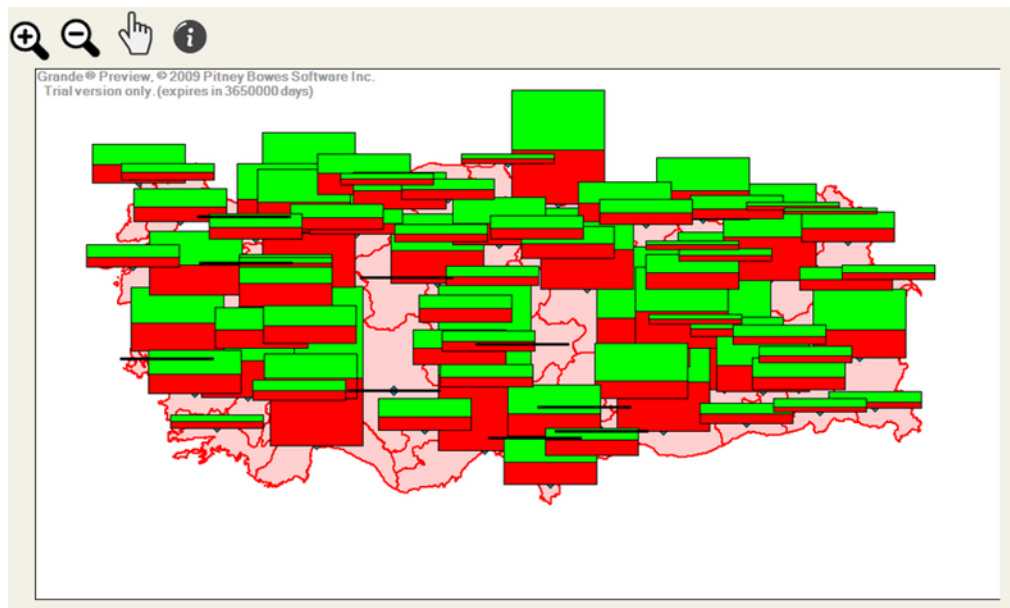 Grande® Preview, © 2009 Pitney Bowes Software Inc.
Trial version only. (expires in 3650000 days)